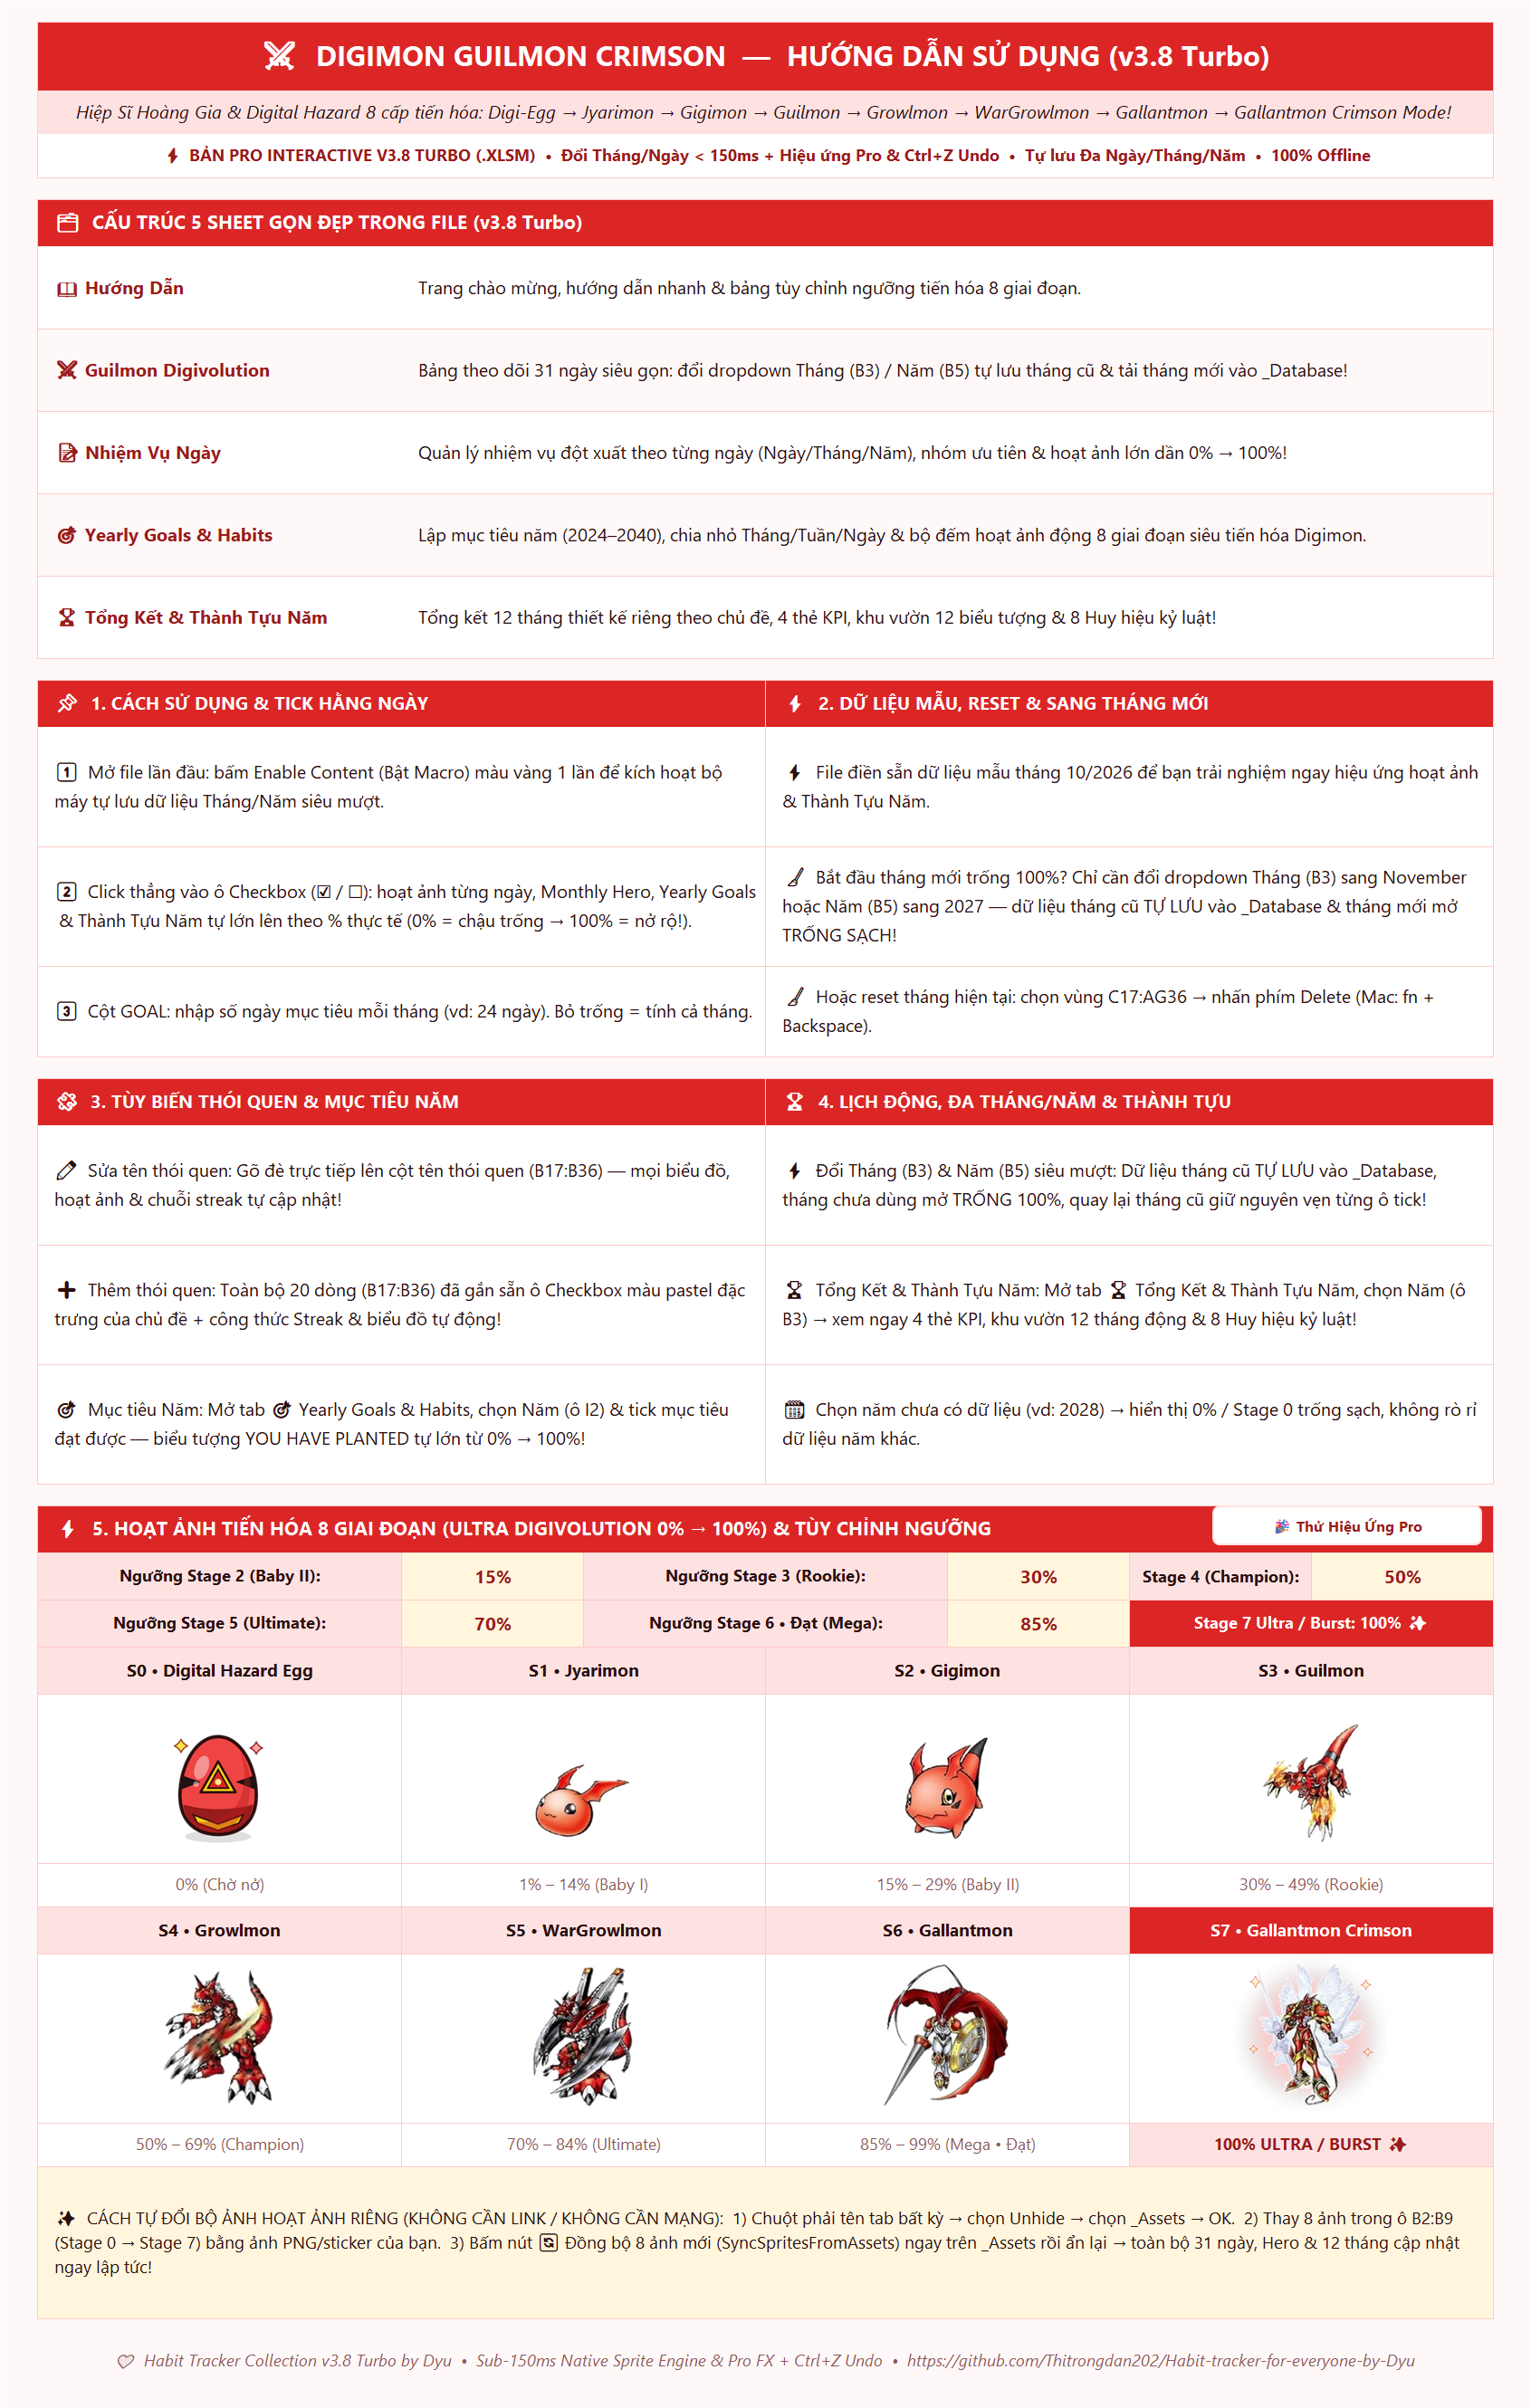 DIGIMON GUILMON CRIMSON — HƯỚNG DẪN SỬ DỤNG (v3.8 Turbo)
Hiệp Sĩ Hoàng Gia & Digital Hazard 8 cấp tiến hóa: Digi-Egg → Jyarimon → Gigimon → Guilmon → Growlmon → WarGrowlmon → Gallantmon → Gallantmon Crimson Mode!
BẢN PRO INTERACTIVE V3.8 TURBO (.XLSM) • Đổi Tháng/Ngày < 150ms + Hiệu ứng Pro & Ctrl+Z Undo • Tự lưu Đa Ngày/Tháng/Năm • 100% Offline
CẤU TRÚC 5 SHEET GỌN ĐẸP TRONG FILE (v3.8 Turbo)
Hướng Dẫn
Trang chào mừng, hướng dẫn nhanh & bảng tùy chỉnh ngưỡng tiến hóa 8 giai đoạn.
Guilmon Digivolution
Bảng theo dõi 31 ngày siêu gọn: đổi dropdown Tháng (B3) / Năm (B5) tự lưu tháng cũ & tải tháng mới vào _Database!
Nhiệm Vụ Ngày
Quản lý nhiệm vụ đột xuất theo từng ngày (Ngày/Tháng/Năm), nhóm ưu tiên & hoạt ảnh lớn dần 0% → 100%!
Yearly Goals & Habits
Lập mục tiêu năm (2024–2040), chia nhỏ Tháng/Tuần/Ngày & bộ đếm hoạt ảnh động 8 giai đoạn siêu tiến hóa Digimon.
Tổng Kết & Thành Tựu Năm
Tổng kết 12 tháng thiết kế riêng theo chủ đề, 4 thẻ KPI, khu vườn 12 biểu tượng & 8 Huy hiệu kỷ luật!
1. CÁCH SỬ DỤNG & TICK HẰNG NGÀY
1 Mở file lần đầu: bấm Enable Content (Bật Macro) màu vàng 1 lần để kích hoạt bộ
máy tự lưu dữ liệu Tháng/Năm siêu mượt.
2 Click thẳng vào ô Checkbox (☑ / ☐): hoạt ảnh từng ngày, Monthly Hero, Yearly Goals
& Thành Tựu Năm tự lớn lên theo % thực tế (0% = chậu trống → 100% = nở rộ!).
3 Cột GOAL: nhập số ngày mục tiêu mỗi tháng (vd: 24 ngày). Bỏ trống = tính cả tháng.
2. DỮ LIỆU MẪU, RESET & SANG THÁNG MỚI
File điền sẵn dữ liệu mẫu tháng 10/2026 để bạn trải nghiệm ngay hiệu ứng hoạt ảnh
& Thành Tựu Năm.
Bắt đầu tháng mới trống 100%? Chỉ cần đổi dropdown Tháng (B3) sang November
hoặc Năm (B5) sang 2027 — dữ liệu tháng cũ TỰ LƯU vào _Database & tháng mới mở
TRỐNG SẠCH!
Hoặc reset tháng hiện tại: chọn vùng C17:AG36 → nhấn phím Delete (Mac: fn +
Backspace).
3. TÙY BIẾN THÓI QUEN & MỤC TIÊU NĂM
Sửa tên thói quen: Gõ đè trực tiếp lên cột tên thói quen (B17:B36) — mọi biểu đồ,
hoạt ảnh & chuỗi streak tự cập nhật!
Thêm thói quen: Toàn bộ 20 dòng (B17:B36) đã gắn sẵn ô Checkbox màu pastel đặc
trưng của chủ đề + công thức Streak & biểu đồ tự động!
Mục tiêu Năm: Mở tab Yearly Goals & Habits, chọn Năm (ô I2) & tick mục tiêu
đạt được — biểu tượng YOU HAVE PLANTED tự lớn từ 0% → 100%!
4. LỊCH ĐỘNG, ĐA THÁNG/NĂM & THÀNH TỰU
Đổi Tháng (B3) & Năm (B5) siêu mượt: Dữ liệu tháng cũ TỰ LƯU vào _Database,
tháng chưa dùng mở TRỐNG 100%, quay lại tháng cũ giữ nguyên vẹn từng ô tick!
Tổng Kết & Thành Tựu Năm: Mở tab Tổng Kết & Thành Tựu Năm, chọn Năm (ô
B3) → xem ngay 4 thẻ KPI, khu vườn 12 tháng động & 8 Huy hiệu kỷ luật!
Chọn năm chưa có dữ liệu (vd: 2028) → hiển thị 0% / Stage 0 trống sạch, không rò rỉ
dữ liệu năm khác.
5. HOẠT ẢNH TIẾN HÓA 8 GIAI ĐOẠN (ULTRA DIGIVOLUTION 0% → 100%) & TÙY CHỈNH NGƯỠNG
Thử Hiệu Ứng Pro
Ngưỡng Stage 2 (Baby II): 15% Ngưỡng Stage 3 (Rookie): 30% Stage 4 (Champion): 50%
Ngưỡng Stage 5 (Ultimate): 70% Ngưỡng Stage 6 • Đạt (Mega): 85% Stage 7 Ultra / Burst: 100%
S0 • Digital Hazard Egg S1 • Jyarimon S2 • Gigimon S3 • Guilmon
0% (Chờ nở) 1% – 14% (Baby I) 15% – 29% (Baby II) 30% – 49% (Rookie)
S4 • Growlmon S5 • WarGrowlmon S6 • Gallantmon S7 • Gallantmon Crimson
50% – 69% (Champion) 70% – 84% (Ultimate) 85% – 99% (Mega • Đạt) 100% ULTRA / BURST
CÁCH TỰ ĐỔI BỘ ẢNH HOẠT ẢNH RIÊNG (KHÔNG CẦN LINK / KHÔNG CẦN MẠNG): 1) Chuột phải tên tab bất kỳ → chọn Unhide → chọn _Assets → OK. 2) Thay 8 ảnh trong ô B2:B9
(Stage 0 → Stage 7) bằng ảnh PNG/sticker của bạn. 3) Bấm nút Đồng bộ 8 ảnh mới (SyncSpritesFromAssets) ngay trên _Assets rồi ẩn lại → toàn bộ 31 ngày, Hero & 12 tháng cập nhật
ngay lập tức!
Habit Tracker Collection v3.8 Turbo by Dyu • Sub-150ms Native Sprite Engine & Pro FX + Ctrl+Z Undo • https://github.com/Thitrongdan202/Habit-tracker-for-everyone-by-Dyu